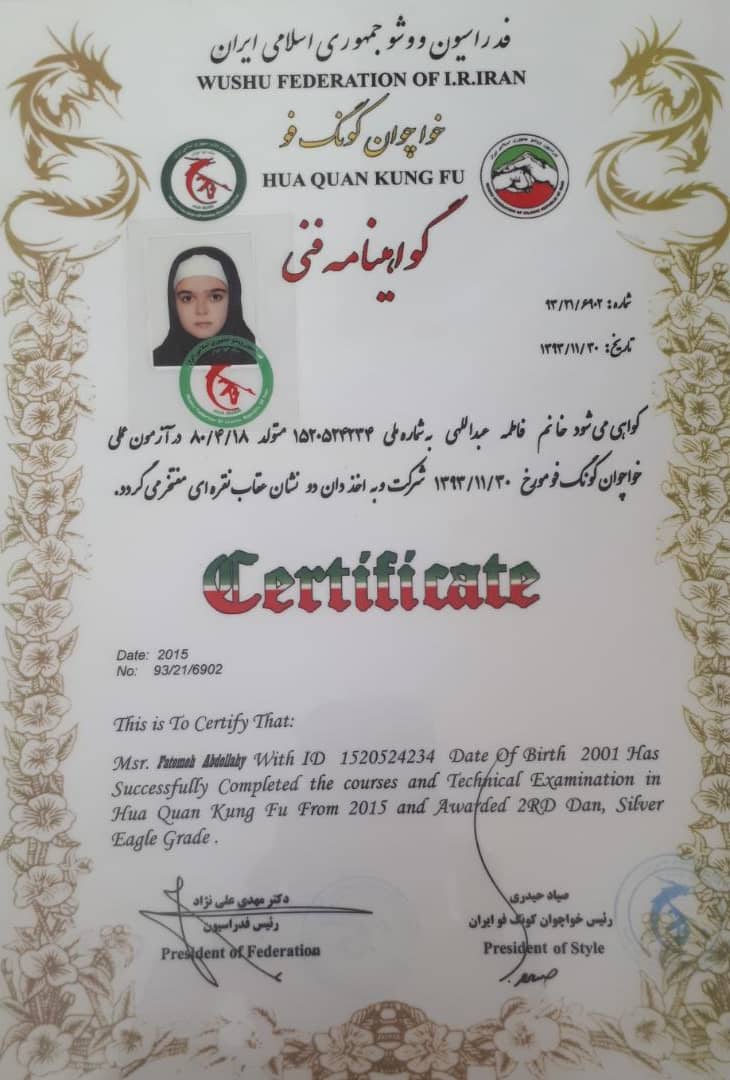 فدراسیون ووشو جمهوری اسلامی ایران
WUSHU FEDERATION OF I.R.IRAN
خواچوان کونگ فو
HUA QUAN KUNG FU
گواهینامه فنی
شماره: ۹۳/۲۱/۶۹۰۲
تاریخ: ۱۳۹۳/۱۱/۳۰
گواهی می شود خانم فاطمه عبداللهی به شماره ملی ۱۵۲۰۵۲۴۲۳۴ متولد ۸۰/۴/۱۸ در آزمون عملی
خواچوان کونگ فو مورخ ۱۳۹۳/۱۱/۳۰ شرکت و به اخذ دان دو نشان عقاب نقره ای مفتخر می گردد.
Certificate
Date: 2015
No: 93/21/6902
This is To Certify That:
Msr. Fatemeh Abdollahy With ID 1520524234 Date Of Birth 2001 Has
Successfully Completed the courses and Technical Examination in
Hua Quan Kung Fu From 2015 and Awarded 2RD Dan, Silver
Eagle Grade .
دکتر مهدی علی نژاد
رئیس فدراسیون
President of Federation
صیاد حیدری
رئیس خواچوان کونگ فو ایران
President of Style